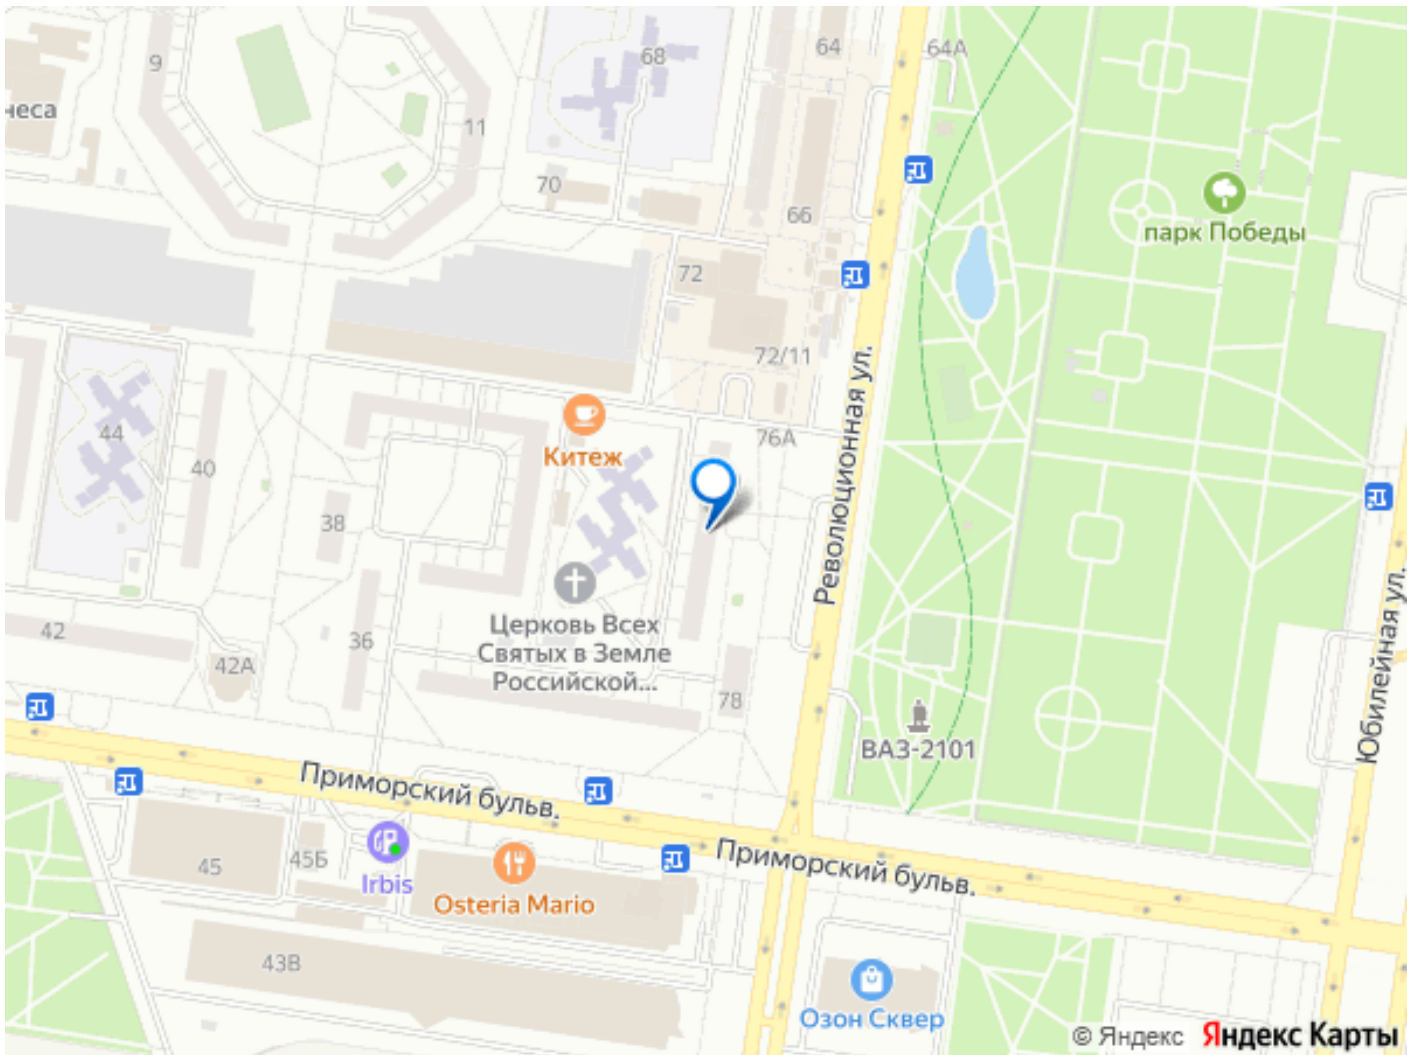 64
64А
68
9
неса
11
70
66
парк Победы
72
72/11
Революционная ул.
76А
44
Китеж
40
38
Церковь Всех
Святых в Земле
Российской...
42
36
42А
78
ВАЗ-2101
Юбилейная ул.
Приморский бульв.
Приморский бульв.
45
45Б
Irbis
Osteria Mario
43В
Озон Сквер
© Яндекс Яндекс Карты